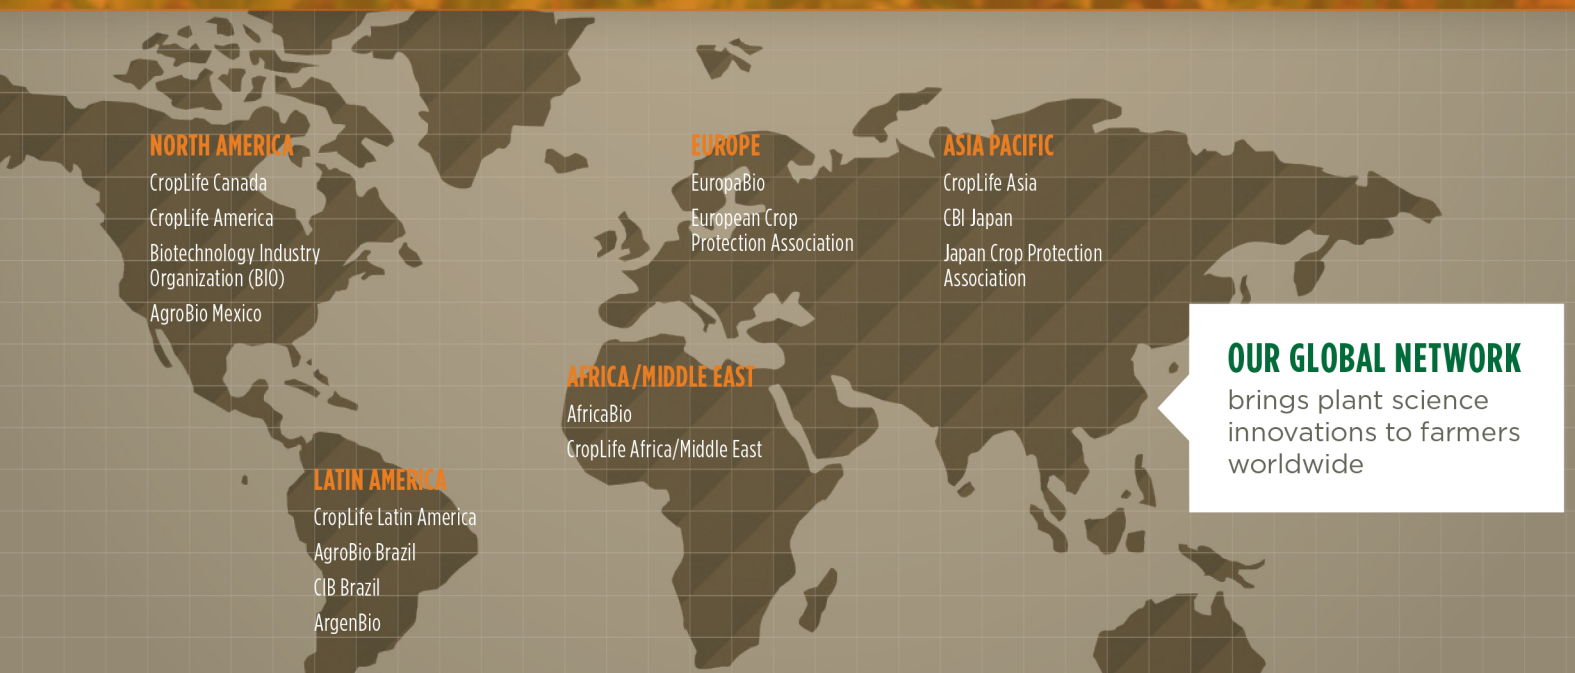 NORTH AMERICA
CropLife Canada
CropLife America
Biotechnology Industry
Organization (BIO)
AgroBio Mexico
EUROPE
EuropaBio
European Crop
Protection Association
ASIA PACIFIC
CropLife Asia
CBI Japan
Japan Crop Protection
Association
AFRICA/MIDDLE EAST
AfricaBio
CropLife Africa/Middle East
LATIN AMERICA
CropLife Latin America
AgroBio Brazil
CIB Brazil
ArgenBio
OUR GLOBAL NETWORK
brings plant science
innovations to farmers
worldwide